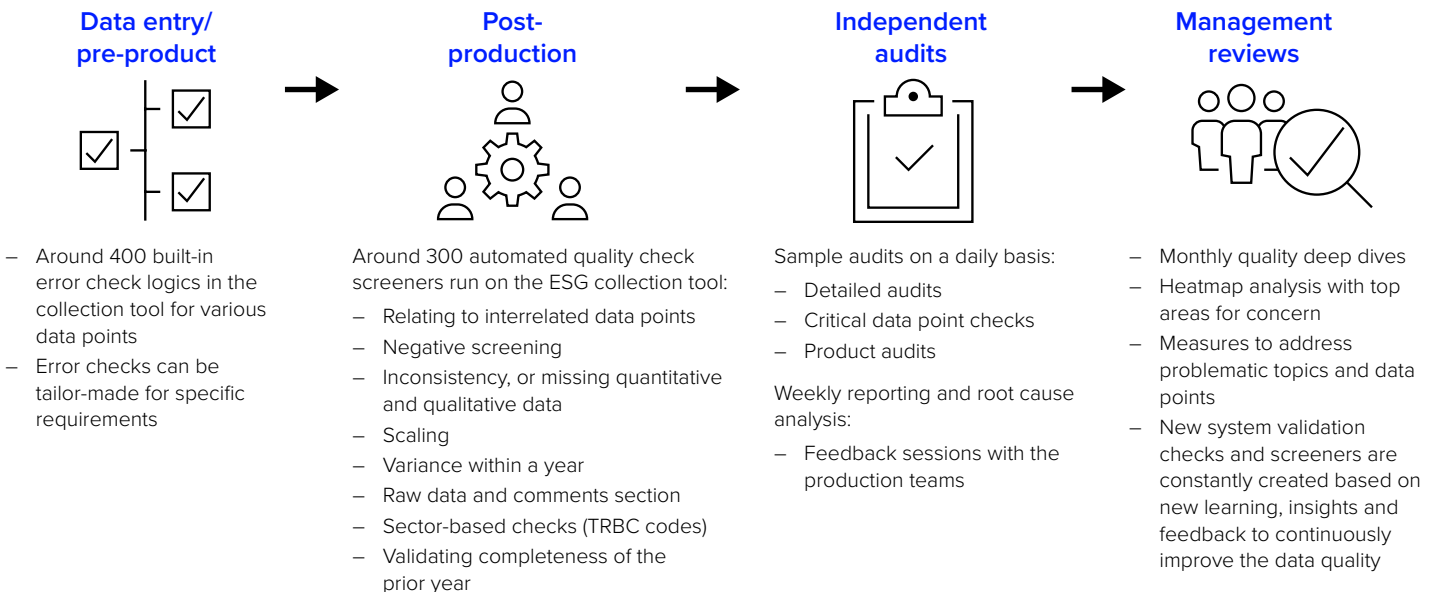 Data entry/
pre-product
– Around 400 built-in
error check logics in the
collection tool for various
data points
– Error checks can be
tailor-made for specific
requirements
Post-
production
Around 300 automated quality check
screeners run on the ESG collection tool:
– Relating to interrelated data points
– Negative screening
– Inconsistency, or missing quantitative
and qualitative data
– Scaling
– Variance within a year
– Raw data and comments section
– Sector-based checks (TRBC codes)
– Validating completeness of the
prior year
Independent
audits
Sample audits on a daily basis:
– Detailed audits
– Critical data point checks
– Product audits
Weekly reporting and root cause
analysis:
– Feedback sessions with the
production teams
Management
reviews
– Monthly quality deep dives
– Heatmap analysis with top
areas for concern
– Measures to address
problematic topics and data
points
– New system validation
checks and screeners are
constantly created based on
new learning, insights and
feedback to continuously
improve the data quality